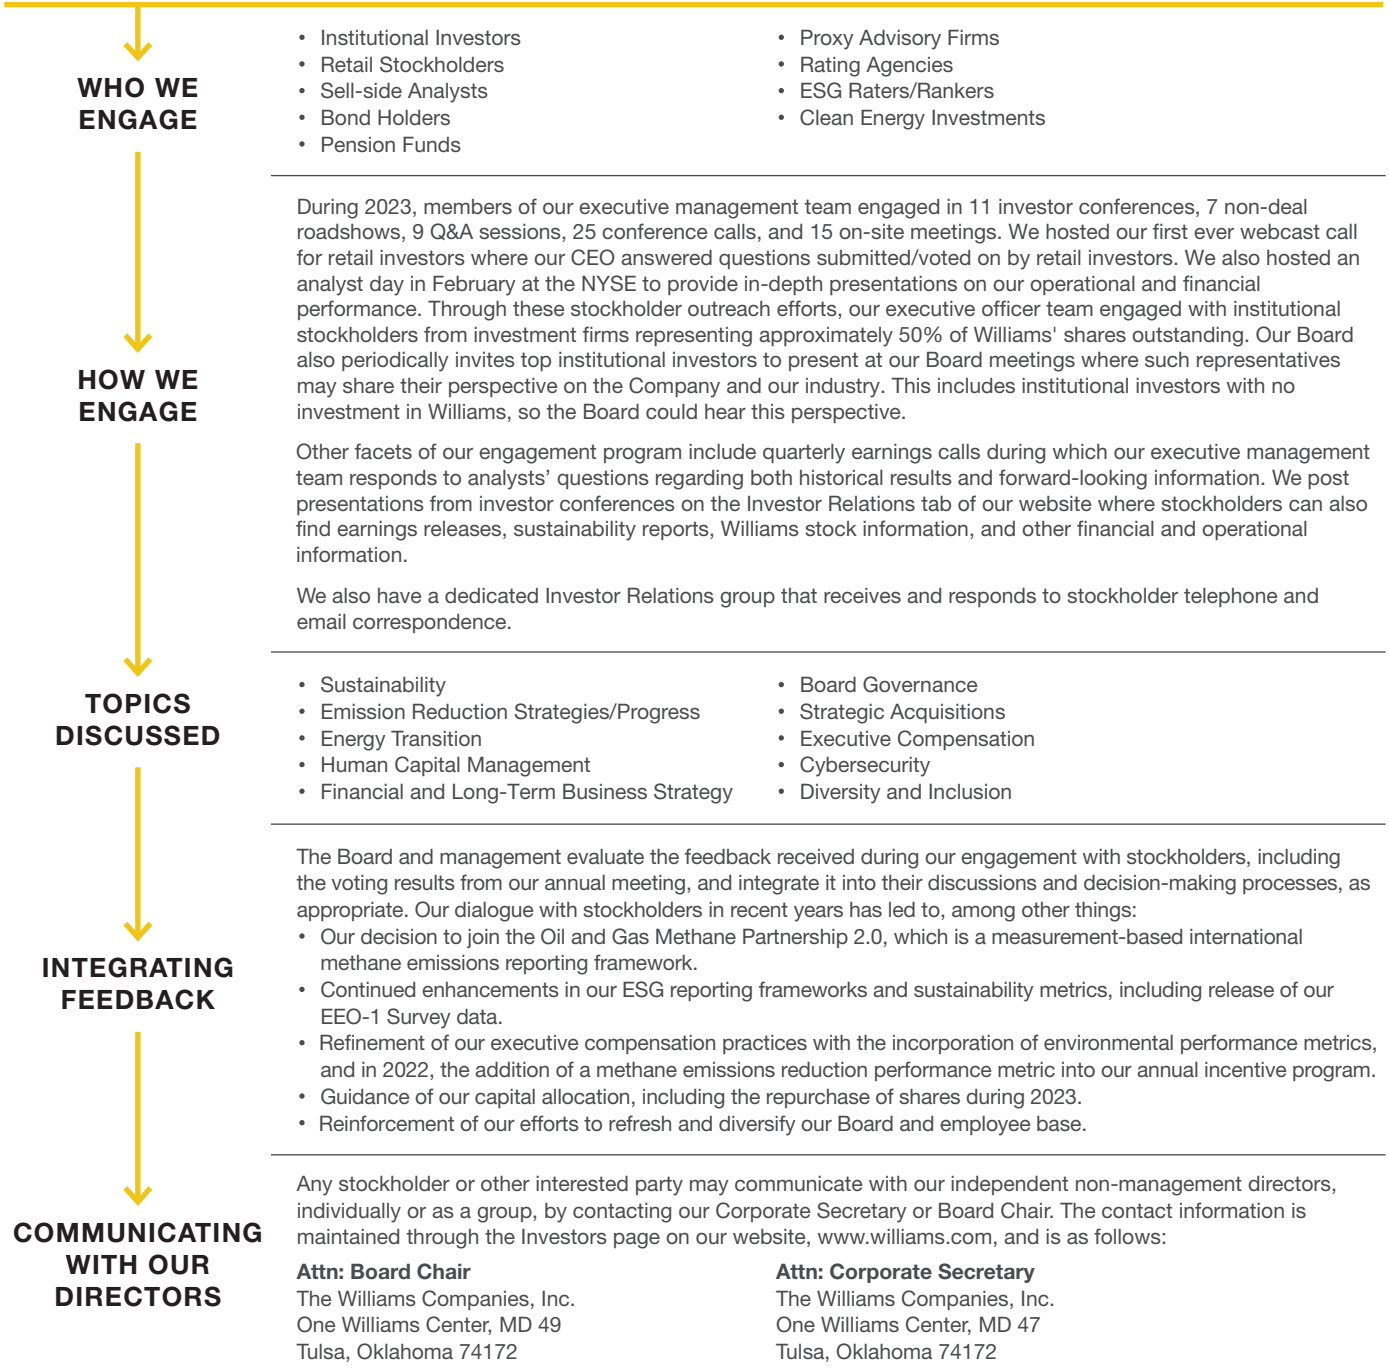 WHO WE
ENGAGE
• Institutional Investors
• Retail Stockholders
• Sell-side Analysts
• Bond Holders
• Pension Funds
• Proxy Advisory Firms
• Rating Agencies
• ESG Raters/Rankers
• Clean Energy Investments
HOW WE
ENGAGE
During 2023, members of our executive management team engaged in 11 investor conferences, 7 non-deal
roadshows, 9 Q&A sessions, 25 conference calls, and 15 on-site meetings. We hosted our first ever webcast call
for retail investors where our CEO answered questions submitted/voted on by retail investors. We also hosted an
analyst day in February at the NYSE to provide in-depth presentations on our operational and financial
performance. Through these stockholder outreach efforts, our executive officer team engaged with institutional
stockholders from investment firms representing approximately 50% of Williams' shares outstanding. Our Board
also periodically invites top institutional investors to present at our Board meetings where such representatives
may share their perspective on the Company and our industry. This includes institutional investors with no
investment in Williams, so the Board could hear this perspective.
Other facets of our engagement program include quarterly earnings calls during which our executive management
team responds to analysts’ questions regarding both historical results and forward-looking information. We post
presentations from investor conferences on the Investor Relations tab of our website where stockholders can also
find earnings releases, sustainability reports, Williams stock information, and other financial and operational
information.
We also have a dedicated Investor Relations group that receives and responds to stockholder telephone and
email correspondence.
TOPICS
DISCUSSED
• Sustainability
• Emission Reduction Strategies/Progress
• Energy Transition
• Human Capital Management
• Financial and Long-Term Business Strategy
• Board Governance
• Strategic Acquisitions
• Executive Compensation
• Cybersecurity
• Diversity and Inclusion
INTEGRATING
FEEDBACK
The Board and management evaluate the feedback received during our engagement with stockholders, including
the voting results from our annual meeting, and integrate it into their discussions and decision-making processes, as
appropriate. Our dialogue with stockholders in recent years has led to, among other things:
• Our decision to join the Oil and Gas Methane Partnership 2.0, which is a measurement-based international
methane emissions reporting framework.
• Continued enhancements in our ESG reporting frameworks and sustainability metrics, including release of our
EEO-1 Survey data.
• Refinement of our executive compensation practices with the incorporation of environmental performance metrics,
and in 2022, the addition of a methane emissions reduction performance metric into our annual incentive program.
• Guidance of our capital allocation, including the repurchase of shares during 2023.
• Reinforcement of our efforts to refresh and diversify our Board and employee base.
COMMUNICATING
WITH OUR
DIRECTORS
Any stockholder or other interested party may communicate with our independent non-management directors,
individually or as a group, by contacting our Corporate Secretary or Board Chair. The contact information is
maintained through the Investors page on our website, www.williams.com, and is as follows:
Attn: Board Chair
The Williams Companies, Inc.
One Williams Center, MD 49
Tulsa, Oklahoma 74172
Attn: Corporate Secretary
The Williams Companies, Inc.
One Williams Center, MD 47
Tulsa, Oklahoma 74172